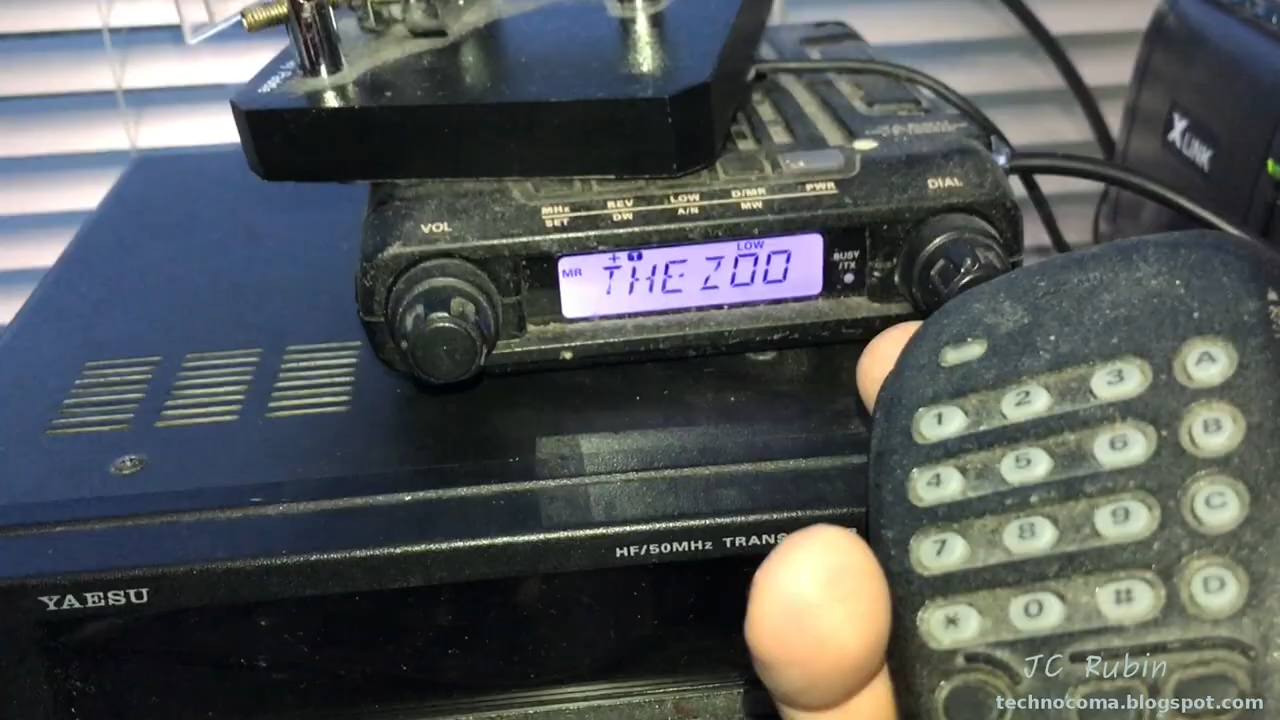 X LINK
VOL
MHz REV LOW D/MR PWR
SET DW A/N MW
DIAL
LOW
MR + T THE ZOO
BUSY
/TX
HF/50MHz TRANS
YAESU
1 2 3 A
4 5 6 B
7 8 9 C
* 0 # D
JC Rubin
technocoma.blogspot.com